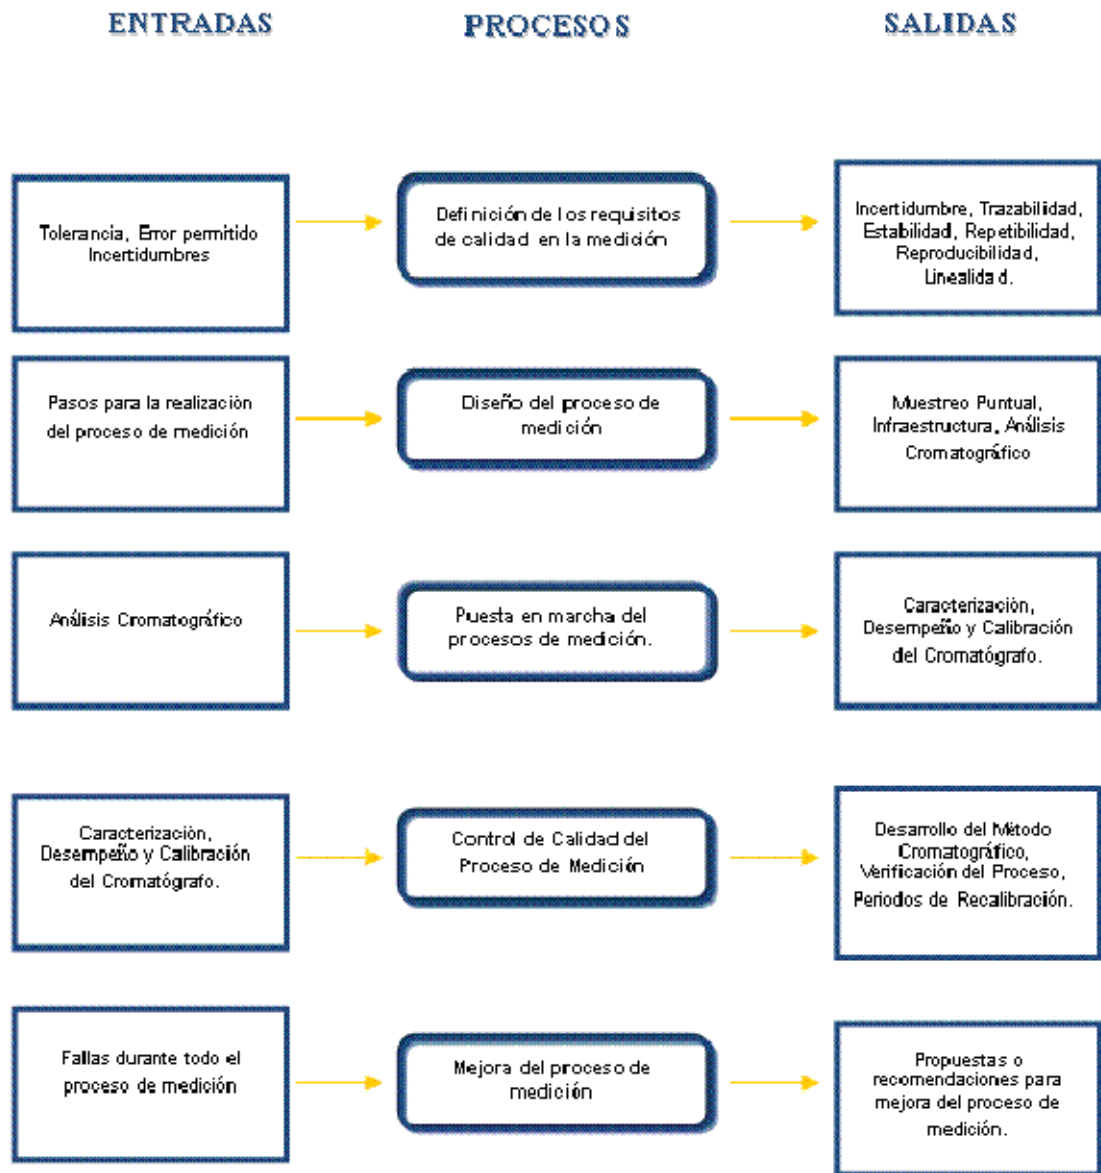 ENTRADAS PROCESOS SALIDAS
Tolerancia, Error permitido
Incertidumbres
Definición de los requisitos
de calidad en la medición
Incertidumbre, Trazabilidad,
Estabilidad, Repetibilidad,
Reproducibilidad,
Linealidad.
Pasos para la realización
del proceso de medición
Diseño del proceso de
medición
Muestreo Puntual,
Infraestructura, Análisis
Cromatográfico
Análisis Cromatográfico
Puesta en marcha del
procesos de medición.
Caracterización,
Desempeño y Calibración
del Cromatógrafo.
Caracterización,
Desempeño y Calibración
del Cromatógrafo.
Control de Calidad del
Proceso de Medición
Desarrollo del Método
Cromatográfico,
Verificación del Proceso,
Periodos de Recalibración.
Fallas durante todo el
proceso de medición
Mejora del proceso de
medición
Propuestas o
recomendaciones para
mejora del proceso de
medición.